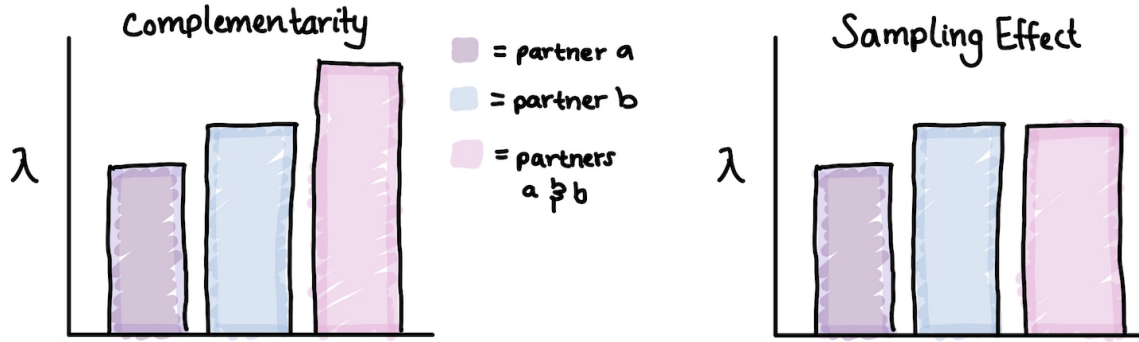 Complementarity
λ
= partner a
= partner b
= partners
a & b
Sampling Effect
λ